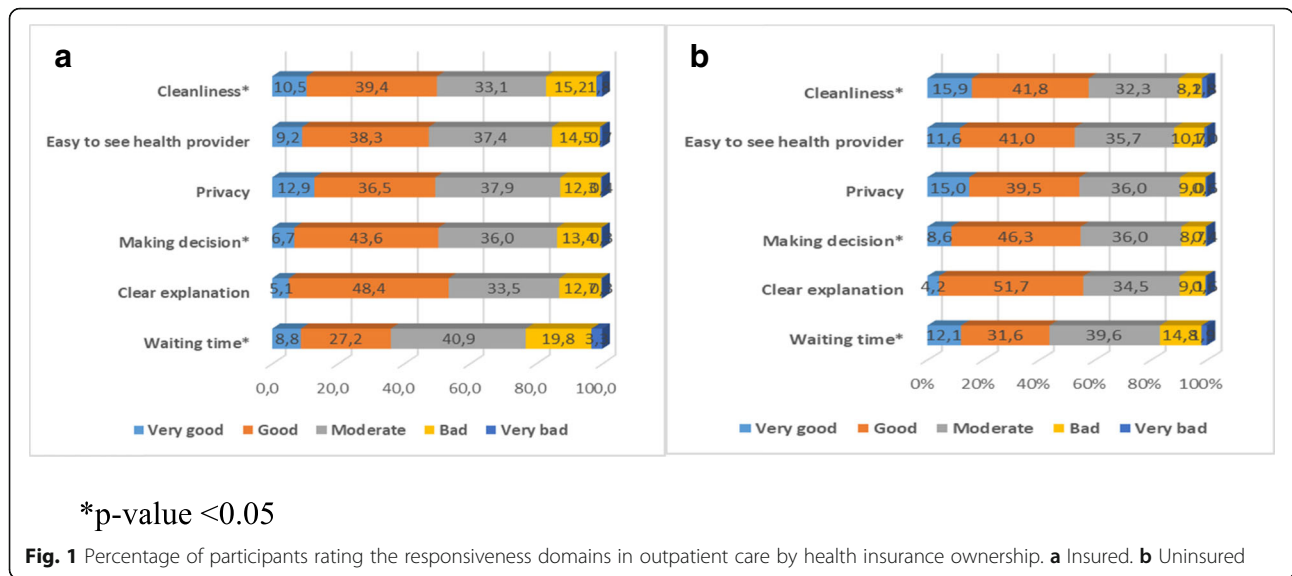 a
Cleanliness* 10,5 39,4 33,1 15,2
Easy to see health provider 9,2 38,3 37,4 14,5
Privacy 12,9 36,5 37,9 12,3
Making decision* 6,7 43,6 36,0 13,4
Clear explanation 5,1 48,4 33,5 12,7
Waiting time* 8,8 27,2 40,9 19,8
0,0 20,0 40,0 60,0 80,0 100,0
Very good Good Moderate Bad Very bad
b
Cleanliness* 15,9 41,8 32,3
Easy to see health provider 11,6 41,0 35,7
Privacy 15,0 39,5 36,0
Making decision* 8,6 46,3 36,0
Clear explanation 4,2 51,7 34,5
Waiting time* 12,1 31,6 39,6 14,8
0% 20% 40% 60% 80% 100%
Very good Good Moderate Bad Very bad
*p-value <0.05
Fig. 1 Percentage of participants rating the responsiveness domains in outpatient care by health insurance ownership. a Insured. b Uninsured